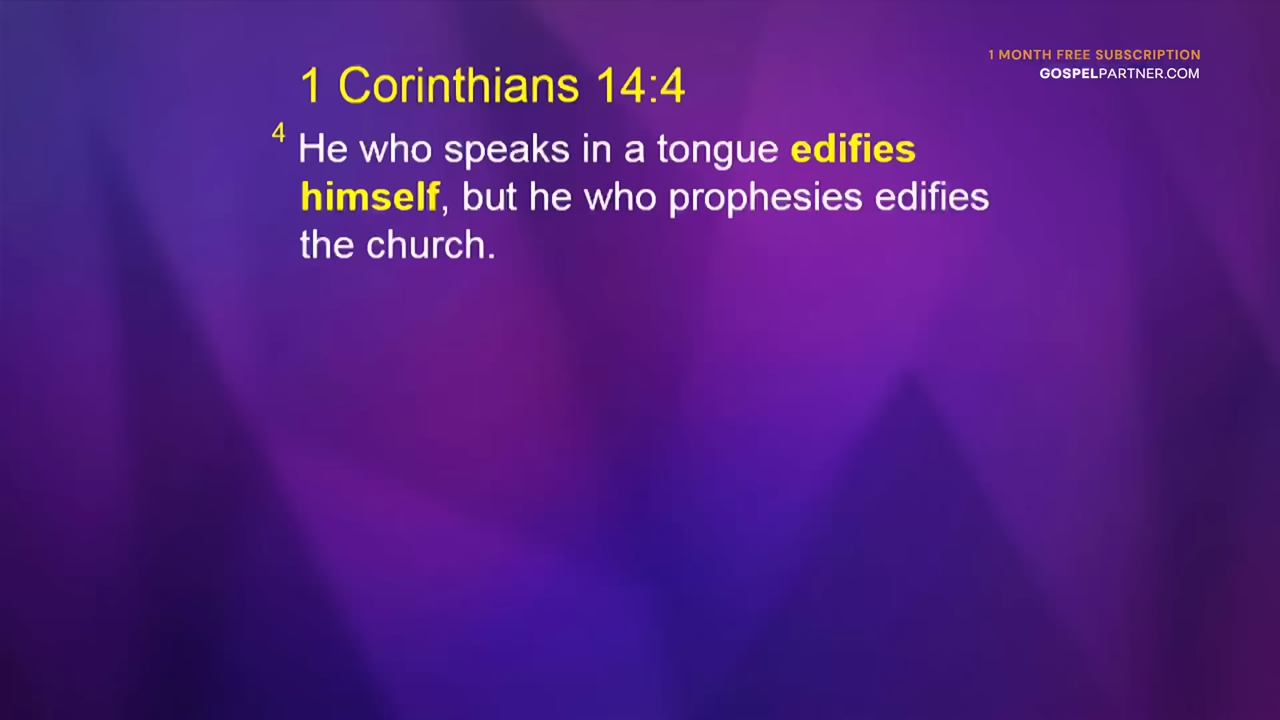 1 MONTH FREE SUBSCRIPTION
GOSPELPARTNER.COM
1 Corinthians 14:4
4 He who speaks in a tongue edifies
himself, but he who prophesies edifies
the church.